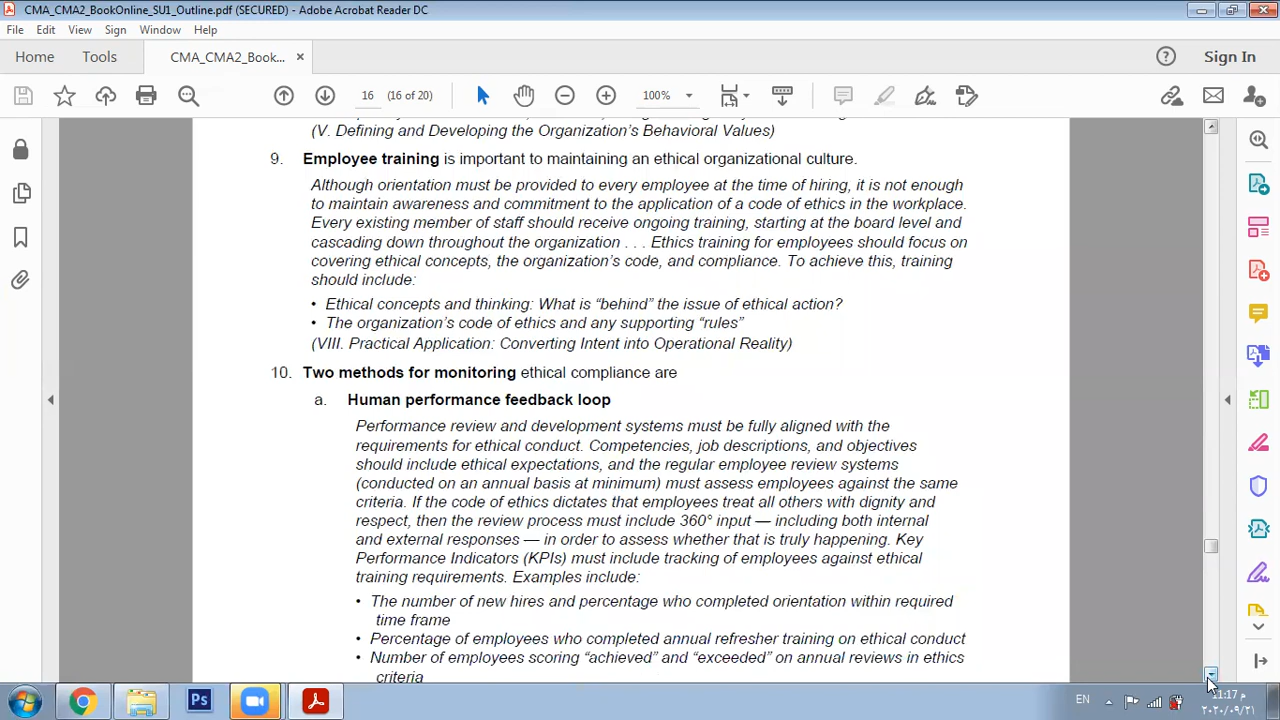 CMA_CMA2_BookOnline_SU1_Outline.pdf (SECURED) - Adobe Acrobat Reader DC
File Edit View Sign Window Help
Home Tools CMA_CMA2_Book... × Sign In
16 (16 of 20) 100%
(V. Defining and Developing the Organization's Behavioral Values)
9. Employee training is important to maintaining an ethical organizational culture.
Although orientation must be provided to every employee at the time of hiring, it is not enough
to maintain awareness and commitment to the application of a code of ethics in the workplace.
Every existing member of staff should receive ongoing training, starting at the board level and
cascading down throughout the organization . . . Ethics training for employees should focus on
covering ethical concepts, the organization's code, and compliance. To achieve this, training
should include:
• Ethical concepts and thinking: What is “behind” the issue of ethical action?
• The organization's code of ethics and any supporting “rules”
(VIII. Practical Application: Converting Intent into Operational Reality)
10. Two methods for monitoring ethical compliance are
a. Human performance feedback loop
Performance review and development systems must be fully aligned with the
requirements for ethical conduct. Competencies, job descriptions, and objectives
should include ethical expectations, and the regular employee review systems
(conducted on an annual basis at minimum) must assess employees against the same
criteria. If the code of ethics dictates that employees treat all others with dignity and
respect, then the review process must include 360° input — including both internal
and external responses — in order to assess whether that is truly happening. Key
Performance Indicators (KPIs) must include tracking of employees against ethical
training requirements. Examples include:
• The number of new hires and percentage who completed orientation within required
time frame
• Percentage of employees who completed annual refresher training on ethical conduct
• Number of employees scoring “achieved” and “exceeded” on annual reviews in ethics
criteria
Ps EN م 11:17
٢٠٢٠/٠٩/٢١